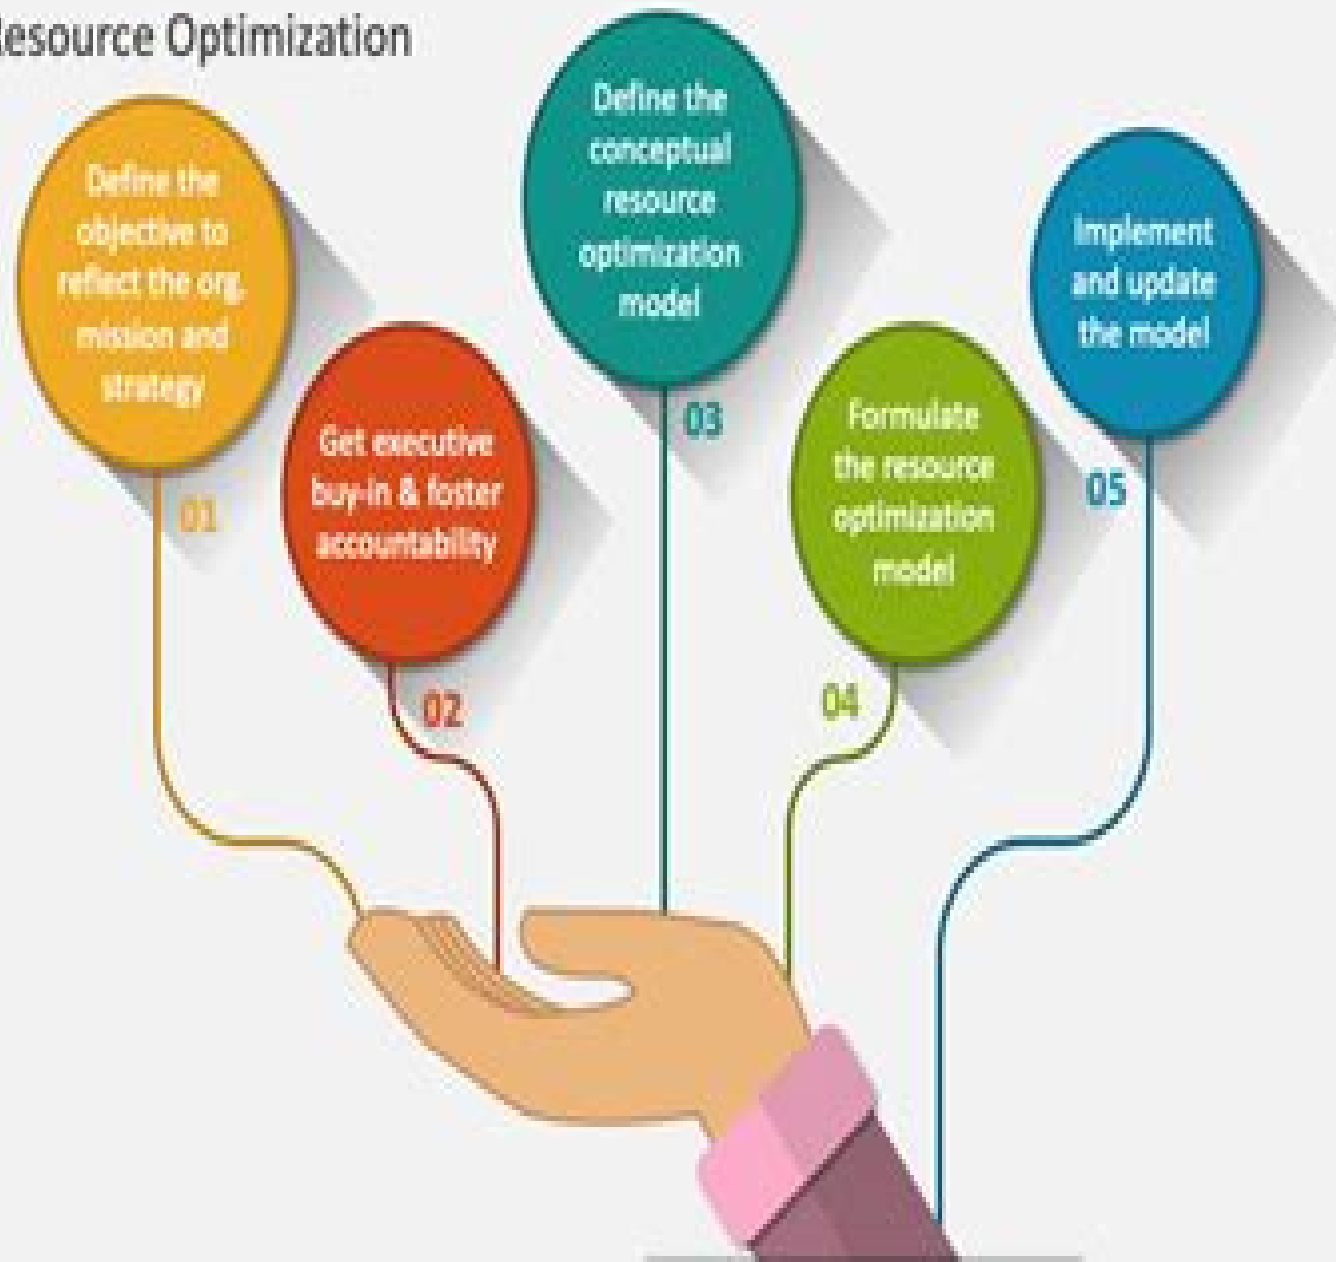 Resource Optimization
Define the
objective to
reflect the org.
mission and
strategy
01
Get executive
buy-in & foster
accountability
02
Define the
conceptual
resource
optimization
model
03
Formulate
the resource
optimization
model
04
Implement
and update
the model
05